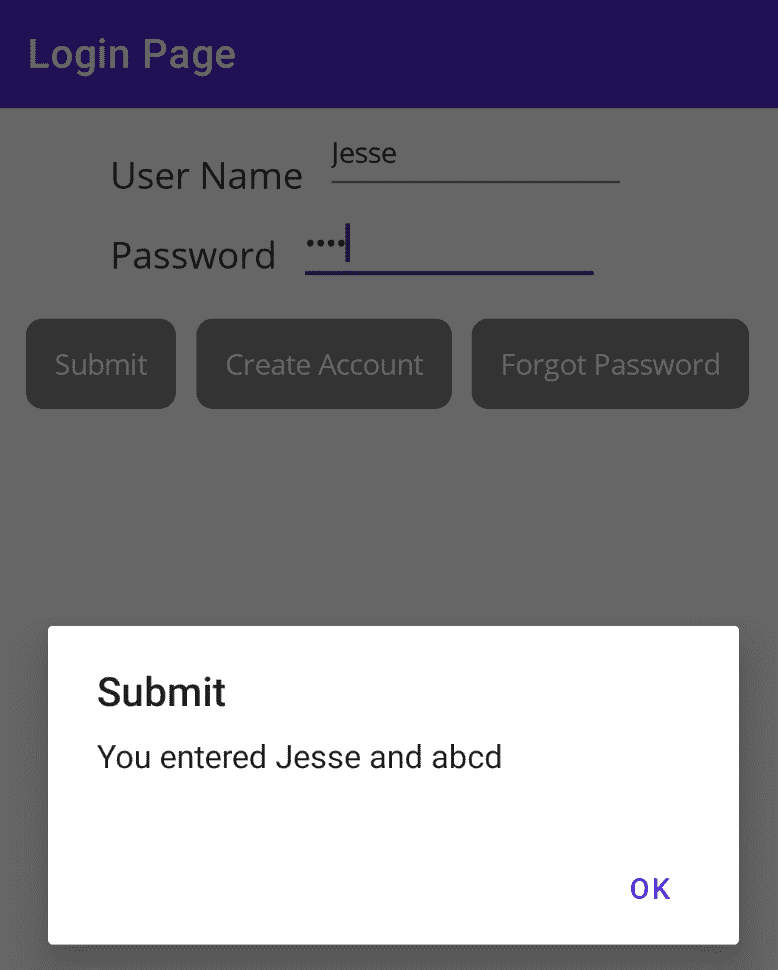 Login Page
User Name Jesse
Password ••••
Submit Create Account Forgot Password
Submit
You entered Jesse and abcd
OK